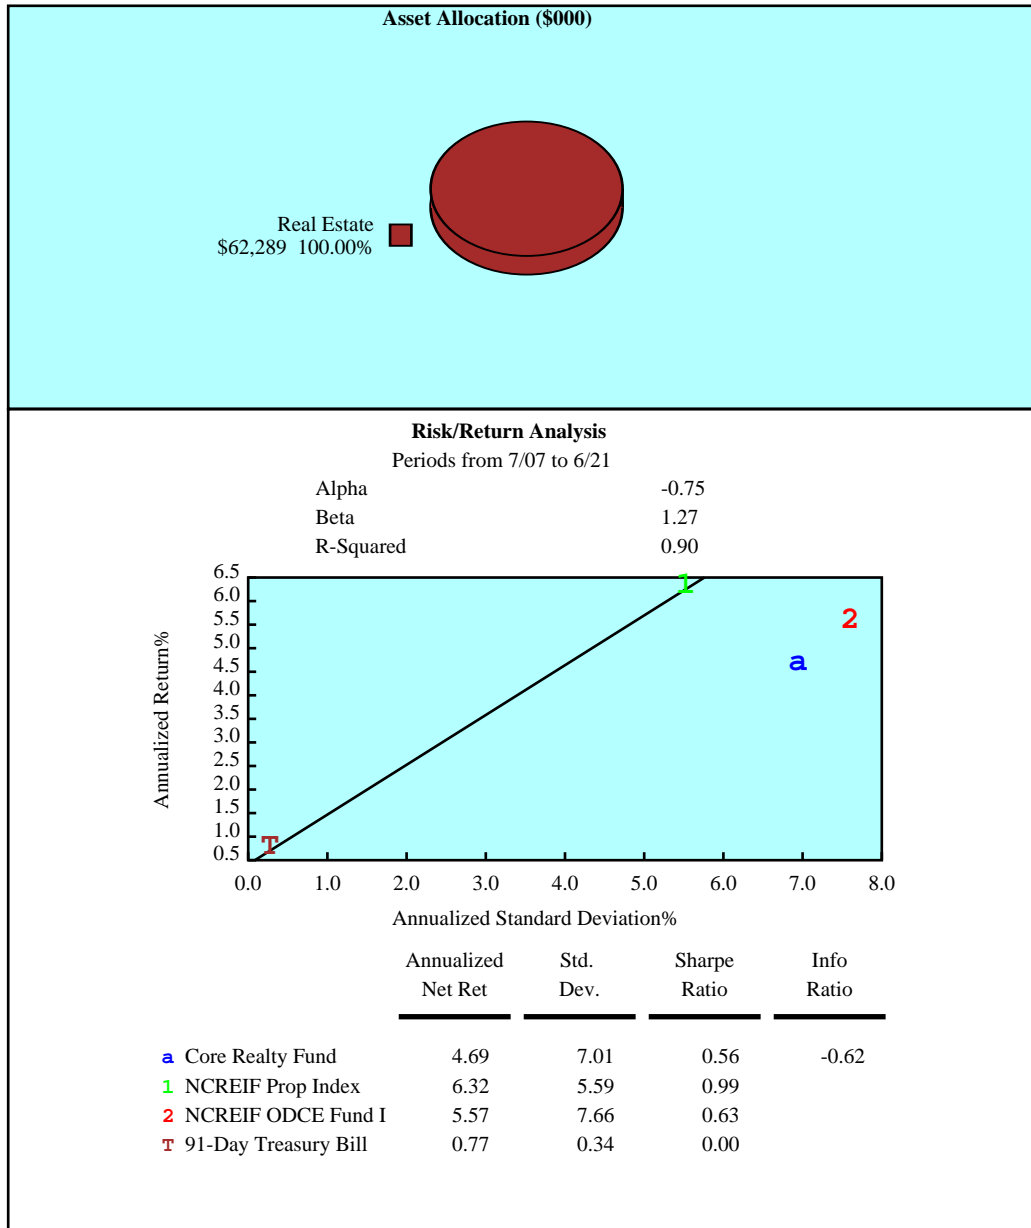 Asset Allocation ($000)
Real Estate
$62,289 100.00%
Risk/Return Analysis
Periods from 7/07 to 6/21
Alpha -0.75
Beta 1.27
R-Squared 0.90
Annualized Return%
6.5
6.0
5.5
5.0
4.5
4.0
3.5
3.0
2.5
2.0
1.5
1.0
0.5
1
2
a
T
0.0 1.0 2.0 3.0 4.0 5.0 6.0 7.0 8.0
Annualized Standard Deviation%
Annualized Std. Sharpe Info
Net Ret Dev. Ratio Ratio
a Core Realty Fund 4.69 7.01 0.56 -0.62
1 NCREIF Prop Index 6.32 5.59 0.99
2 NCREIF ODCE Fund I 5.57 7.66 0.63
T 91-Day Treasury Bill 0.77 0.34 0.00